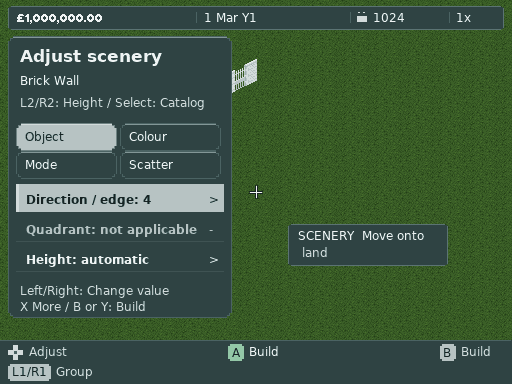 £1,000,000.00
1 Mar Y1
1024
1x
Adjust scenery
Brick Wall
L2/R2: Height / Select: Catalog
Object
Colour
Mode
Scatter
Direction / edge: 4 >
Quadrant: not applicable -
Height: automatic >
Left/Right: Change value
X More / B or Y: Build
SCENERY Move onto
land
Adjust
A Build
B Build
L1/R1 Group